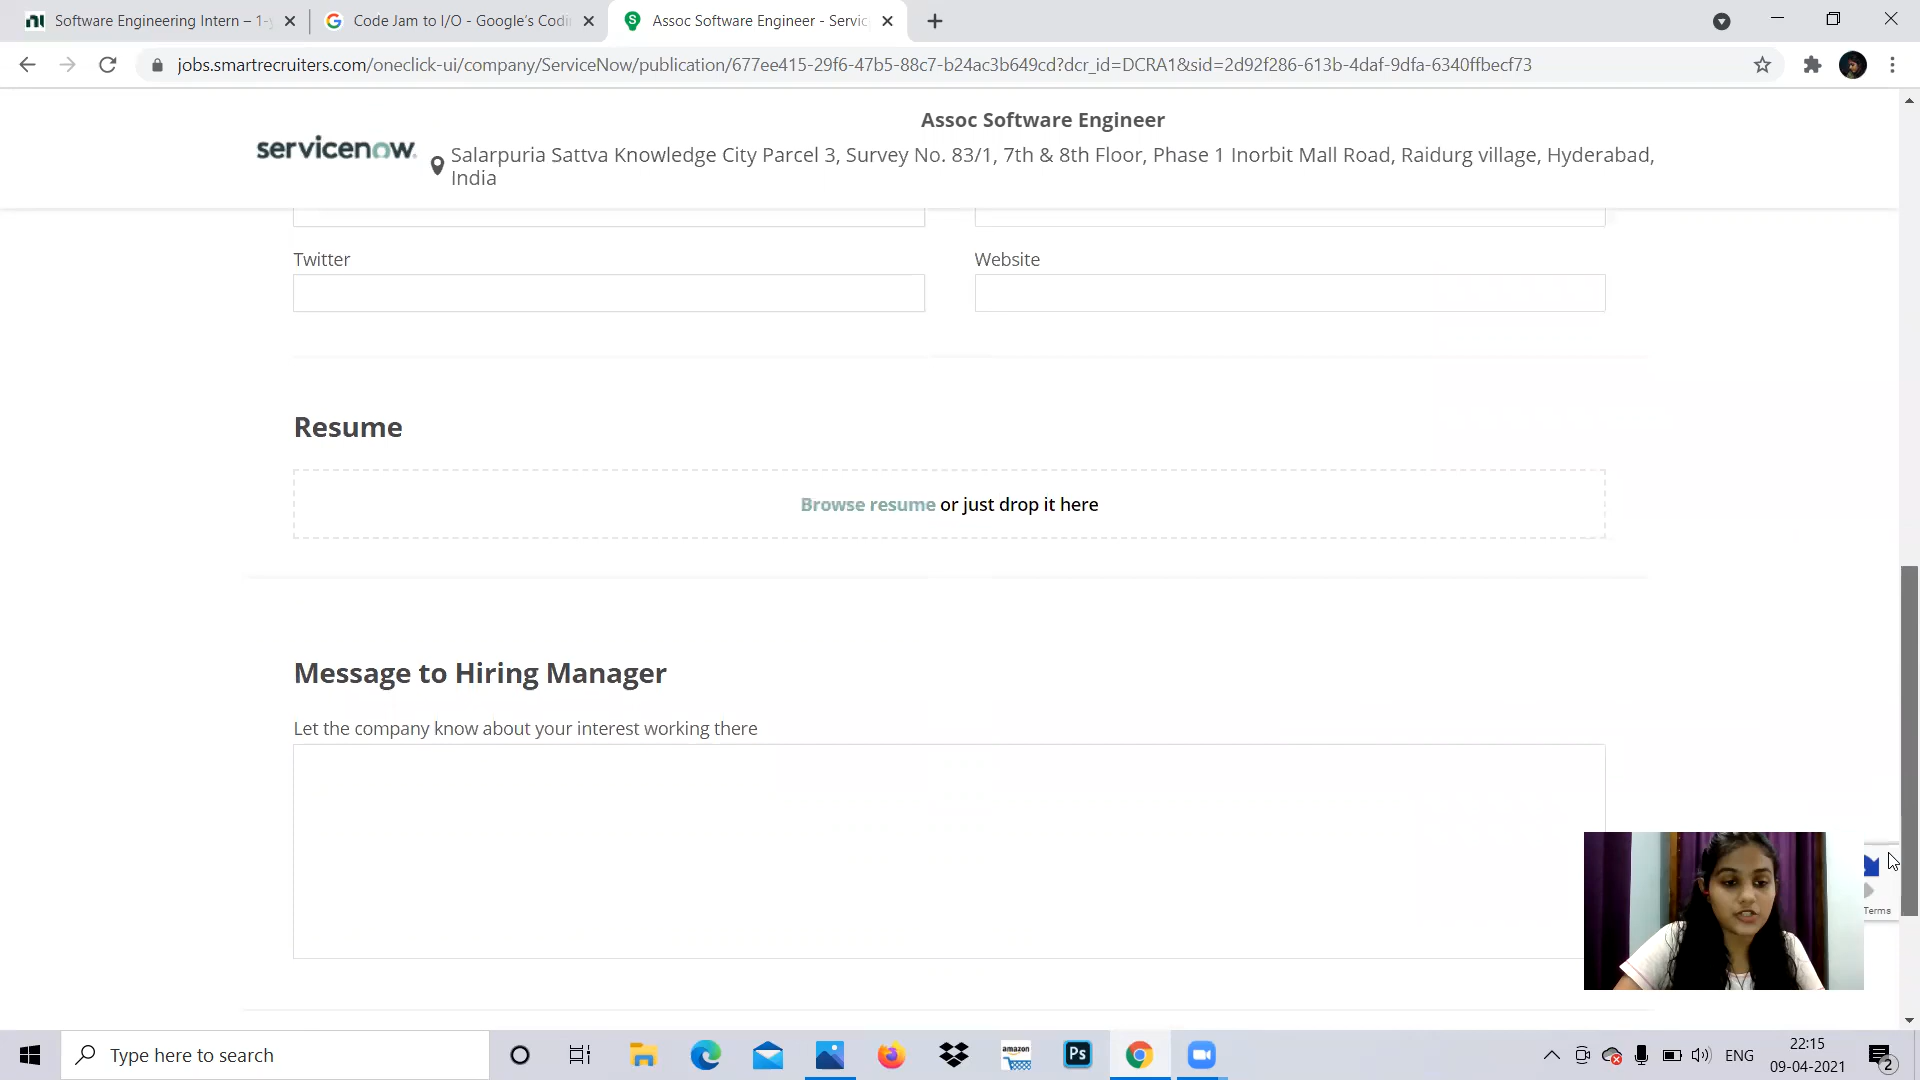 Software Engineering Intern – 1-y
Code Jam to I/O - Google's Codi
Assoc Software Engineer - Servic
jobs.smartrecruiters.com/oneclick-ui/company/ServiceNow/publication/677ee415-29f6-47b5-88c7-b24ac3b649cd?dcr_id=DCRA1&sid=2d92f286-613b-4daf-9dfa-6340ffbecf73
Assoc Software Engineer
servicenow.
Salarpuria Sattva Knowledge City Parcel 3, Survey No. 83/1, 7th & 8th Floor, Phase 1 Inorbit Mall Road, Raidurg village, Hyderabad,
India
Twitter
Website
Resume
Browse resume or just drop it here
Message to Hiring Manager
Let the company know about your interest working there
Terms
Type here to search
amazon
Ps
ENG
22:15
09-04-2021
2